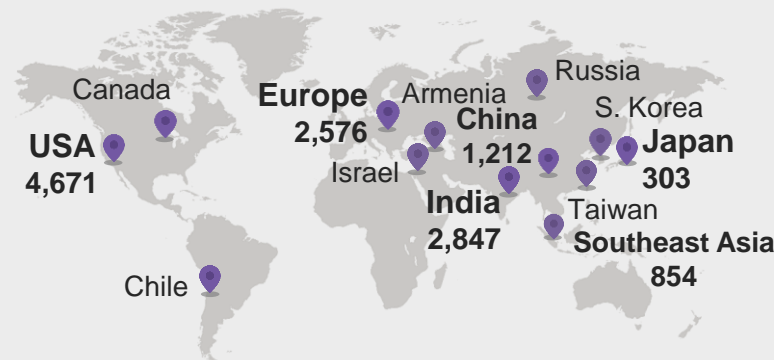 Canada
USA
4,671
Chile
Europe
2,576
Armenia
Israel
Russia
China
1,212
India
2,847
S. Korea
Japan
303
Taiwan
Southeast Asia
854